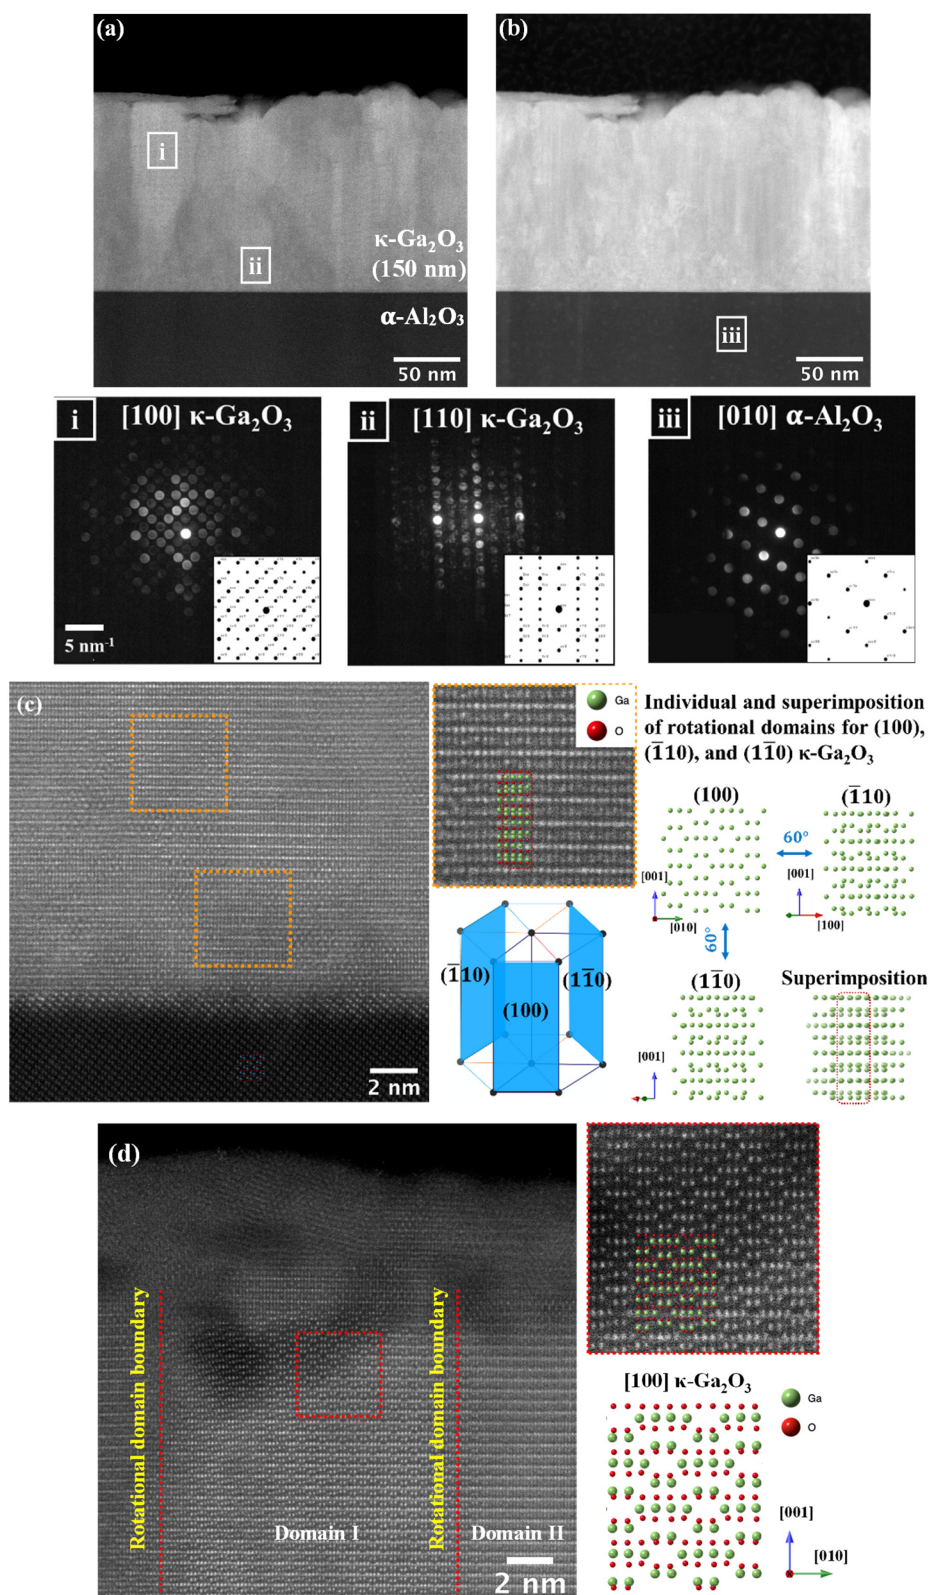 (a)
(b)
i
ii
κ-Ga₂O₃
(150 nm)
α-Al₂O₃
50 nm
iii
50 nm
i
[100] κ-Ga₂O₃
ii
[110] κ-Ga₂O₃
iii
[010] α-Al₂O₃
5 nm⁻¹
(c)
2 nm
Ga
O
Individual and superimposition
of rotational domains for (100),
(1̅10), and (11̅0) κ-Ga₂O₃
(100)
(1̅10)
60°
[001]
[010]
[001]
[100]
60°
(11̅0)
Superimposition
[001]
(1̅10)
(100)
(11̅0)
(d)
Rotational domain boundary
Rotational domain boundary
Domain I
Domain II
2 nm
[100] κ-Ga₂O₃
Ga
O
[001]
[010]